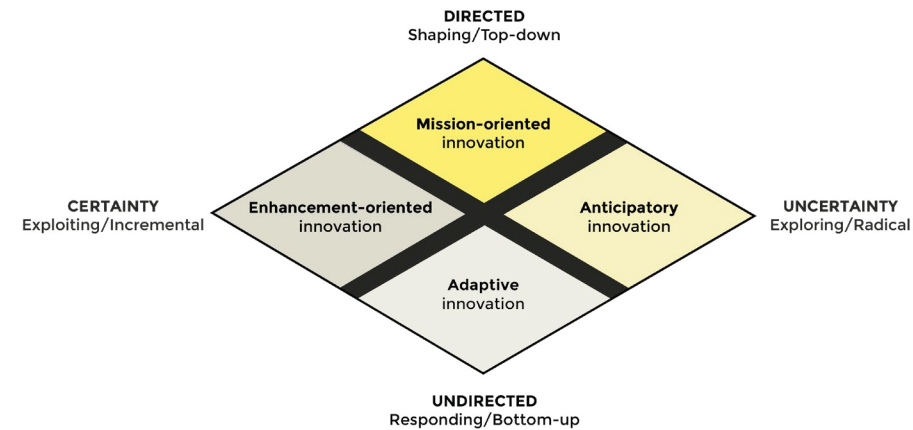 DIRECTED
Shaping/Top-down
Mission-oriented
innovation
CERTAINTY
Exploiting/Incremental
Enhancement-oriented
innovation
Anticipatory
innovation
UNCERTAINTY
Exploring/Radical
Adaptive
innovation
UNDIRECTED
Responding/Bottom-up